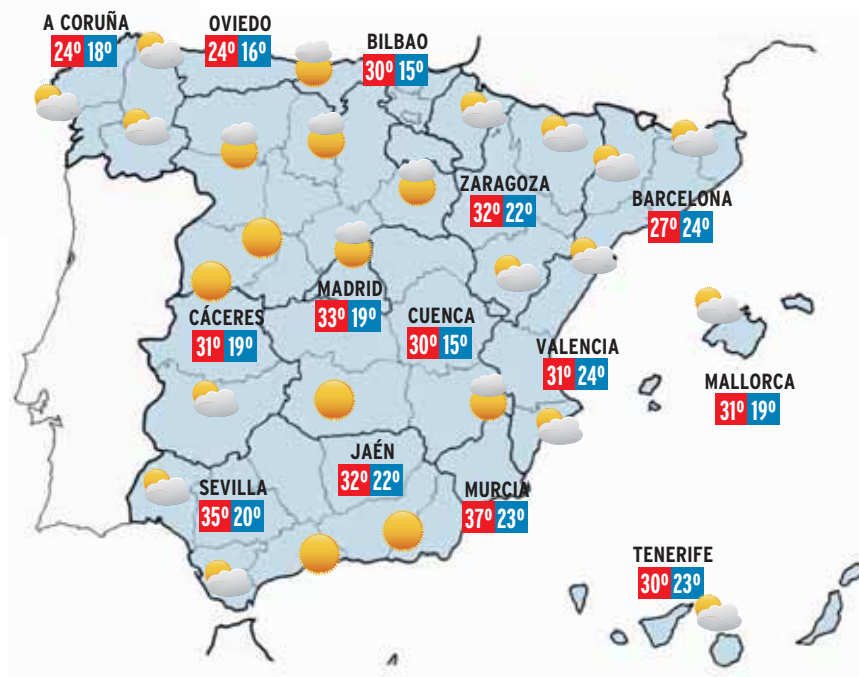 A CORUÑA
24º 18º
OVIEDO
24º 16º
BILBAO
30º 15º
ZARAGOZA
32º 22º
BARCELONA
27º 24º
MADRID
33º 19º
CÁCERES
31º 19º
CUENCA
30º 15º
VALENCIA
31º 24º
MALLORCA
31º 19º
JAÉN
32º 22º
SEVILLA
35º 20º
MURCIA
37º 23º
TENERIFE
30º 23º